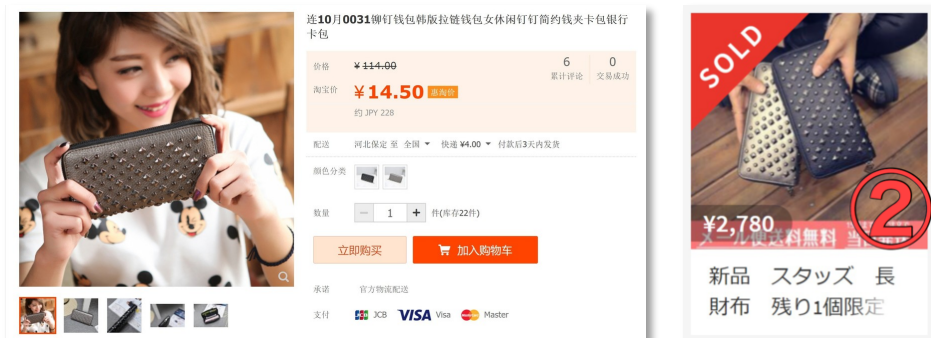 连10月0031铆钉钱包韩版拉链钱包女休闲钉钉简约钱夹卡包银行
卡包
价格 ¥114.00
6
累计评论
0
交易成功
淘宝价 ¥14.50 惠淘价
约 JPY 228
配送 河北保定 至 全国 快递 ¥4.00 付款后3天内发货
颜色分类
数量 1 件(库存22件)
立即购买 加入购物车
承诺 官方物流配送
支付 JCB JCB VISA Visa Master
SOLD
②
¥2,780
メール便送料無料
新品 スタッズ 長
財布 残り1個限定